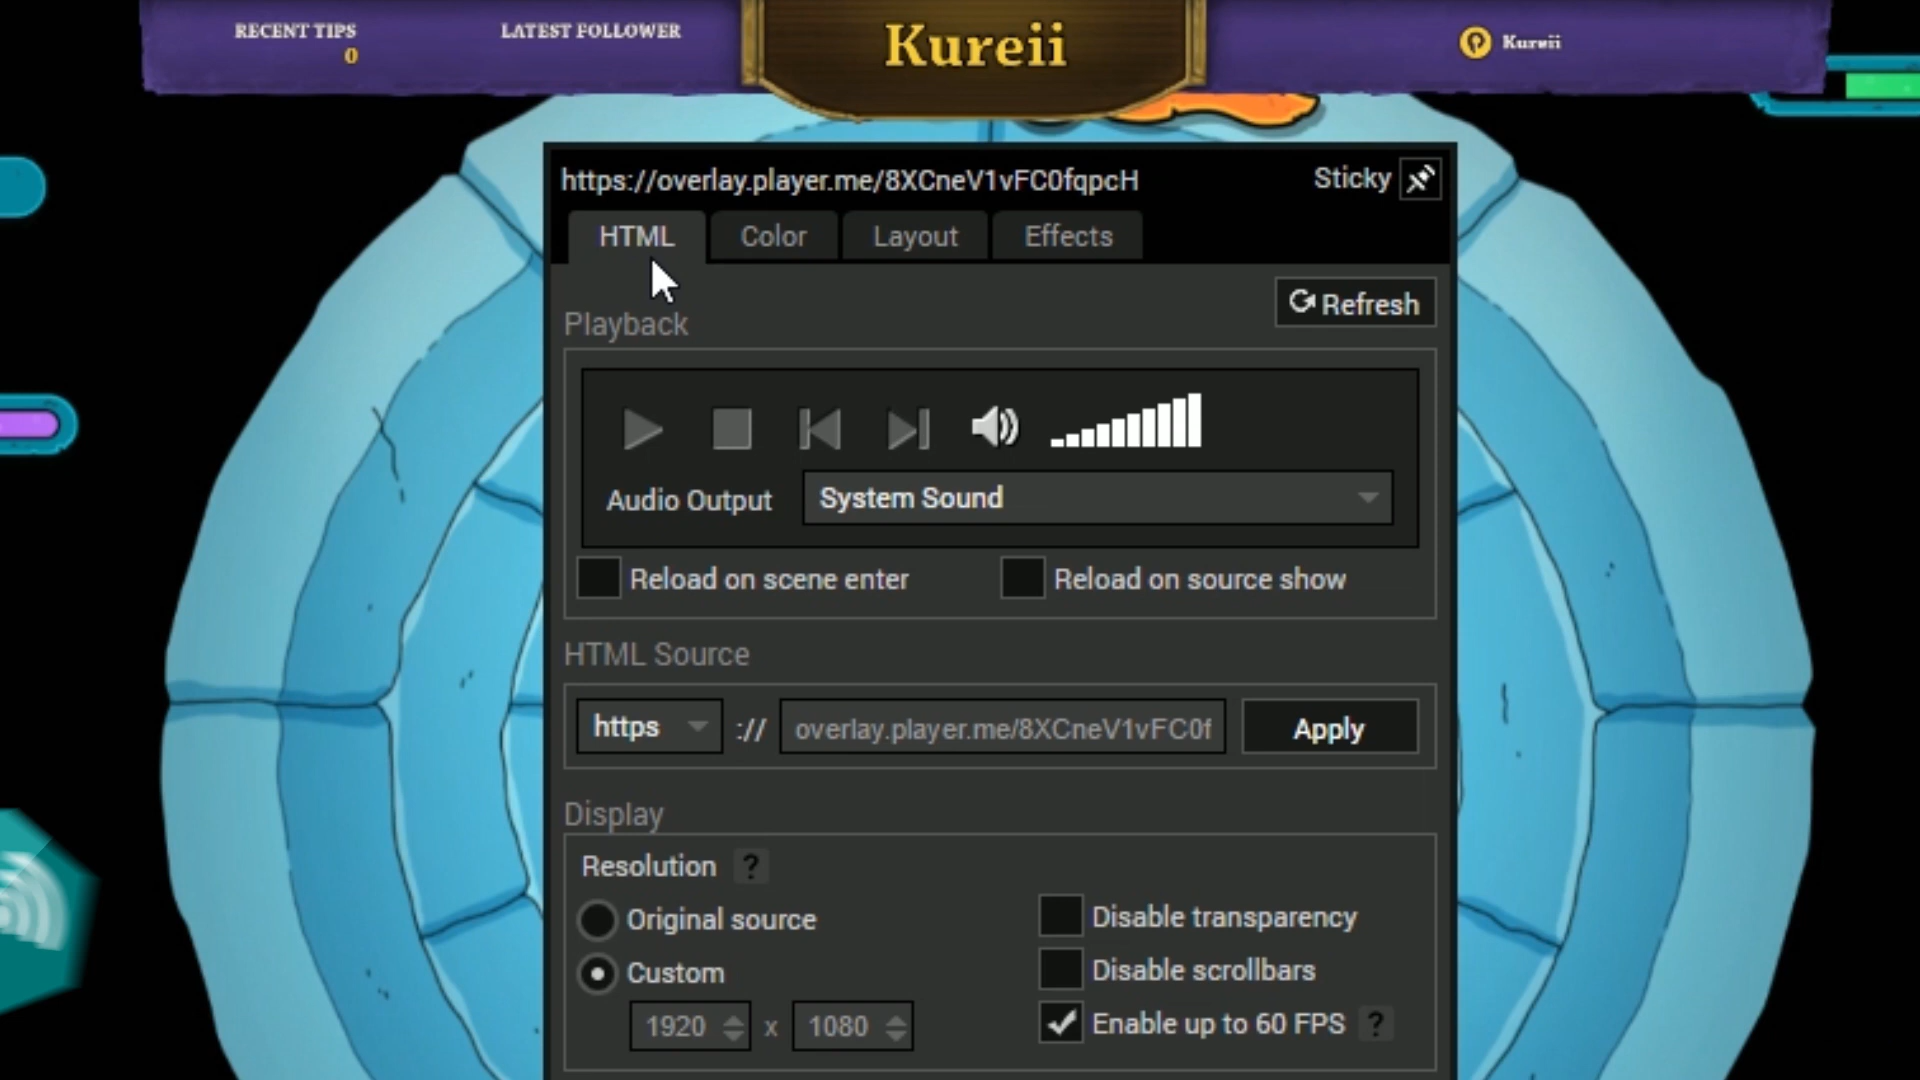 RECENT TIPS
0
LATEST FOLLOWER
Kureii
Kureii
https://overlay.player.me/8XCneV1vFC0fqpcH
Sticky
HTML
Color
Layout
Effects
Refresh
Playback
Audio Output
System Sound
Reload on scene enter
Reload on source show
HTML Source
https
://
overlay.player.me/8XCneV1vFC0f
Apply
Display
Resolution ?
Original source
Disable transparency
Custom
Disable scrollbars
1920 x 1080
Enable up to 60 FPS ?